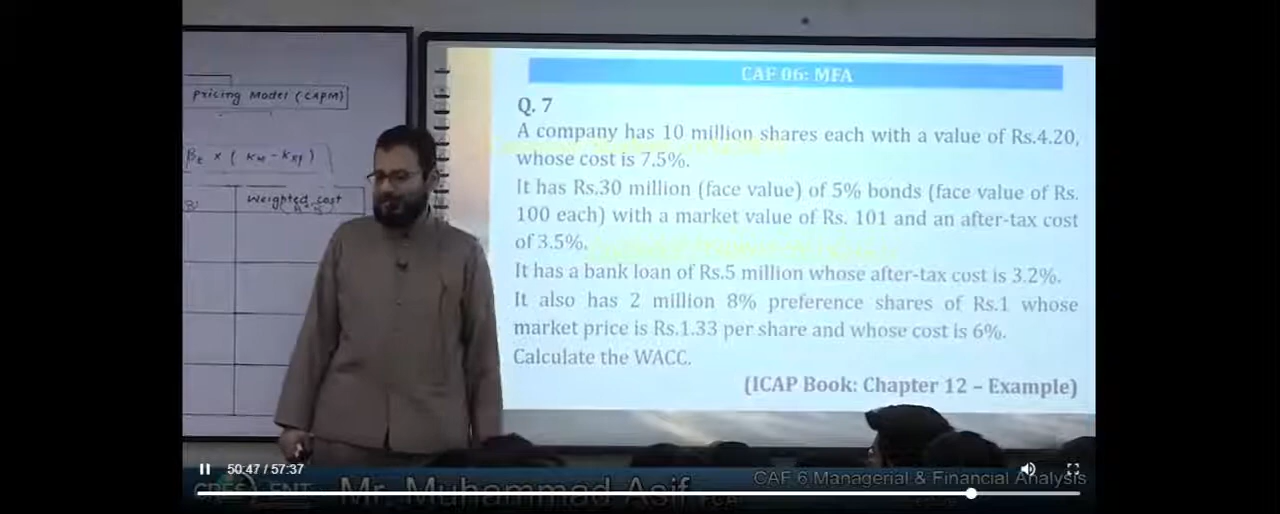 Pricing Model (CAPM)
× ( KM - KRF )
Weighted cost
CAF 06: MFA
Q. 7
A company has 10 million shares each with a value of Rs.4.20,
whose cost is 7.5%.
It has Rs.30 million (face value) of 5% bonds (face value of Rs.
100 each) with a market value of Rs. 101 and an after-tax cost
of 3.5%.
It has a bank loan of Rs.5 million whose after-tax cost is 3.2%.
It also has 2 million 8% preference shares of Rs.1 whose
market price is Rs.1.33 per share and whose cost is 6%.
Calculate the WACC.
(ICAP Book: Chapter 12 – Example)
50:47 / 57:37
Mr. Muhammad Asif FCA
CAF 6 Managerial & Financial Analysis